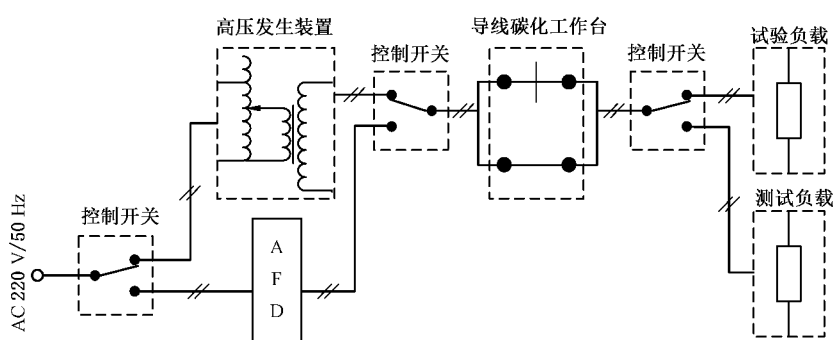 高压发生装置
控制开关
导线碳化工作台
控制开关
试验负载
控制开关
测试负载
AC 220 V/50 Hz
A
F
D